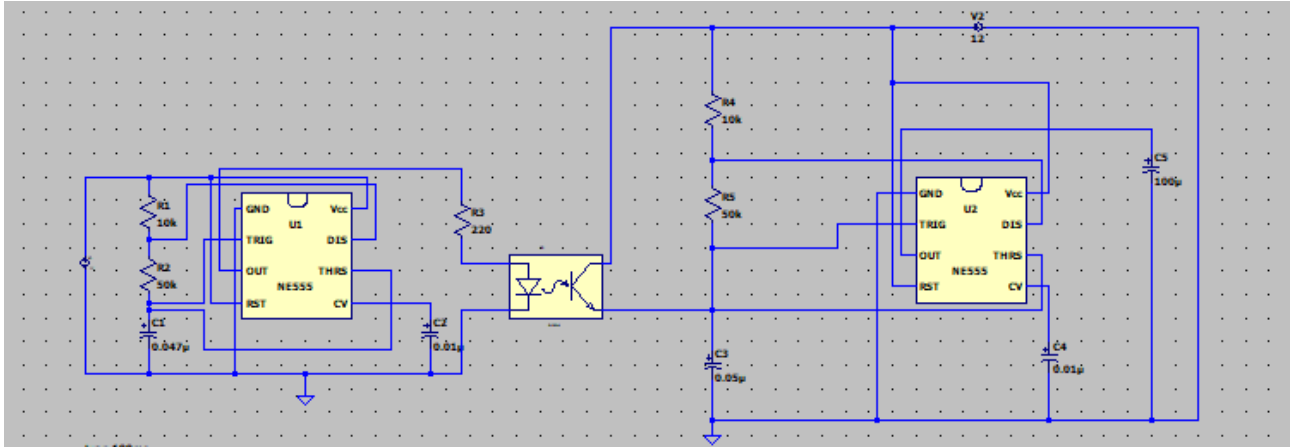 V2
12
R4
10k
C5
100µ
R5
50k
GND
Vcc
U2
TRIG
DIS
OUT
THRS
NE555
RST
CV
R1
10k
GND
Vcc
U1
TRIG
DIS
R3
220
R2
50k
OUT
THRS
NE555
RST
CV
C1
0.047µ
C2
0.01µ
C3
0.05µ
C4
0.01µ